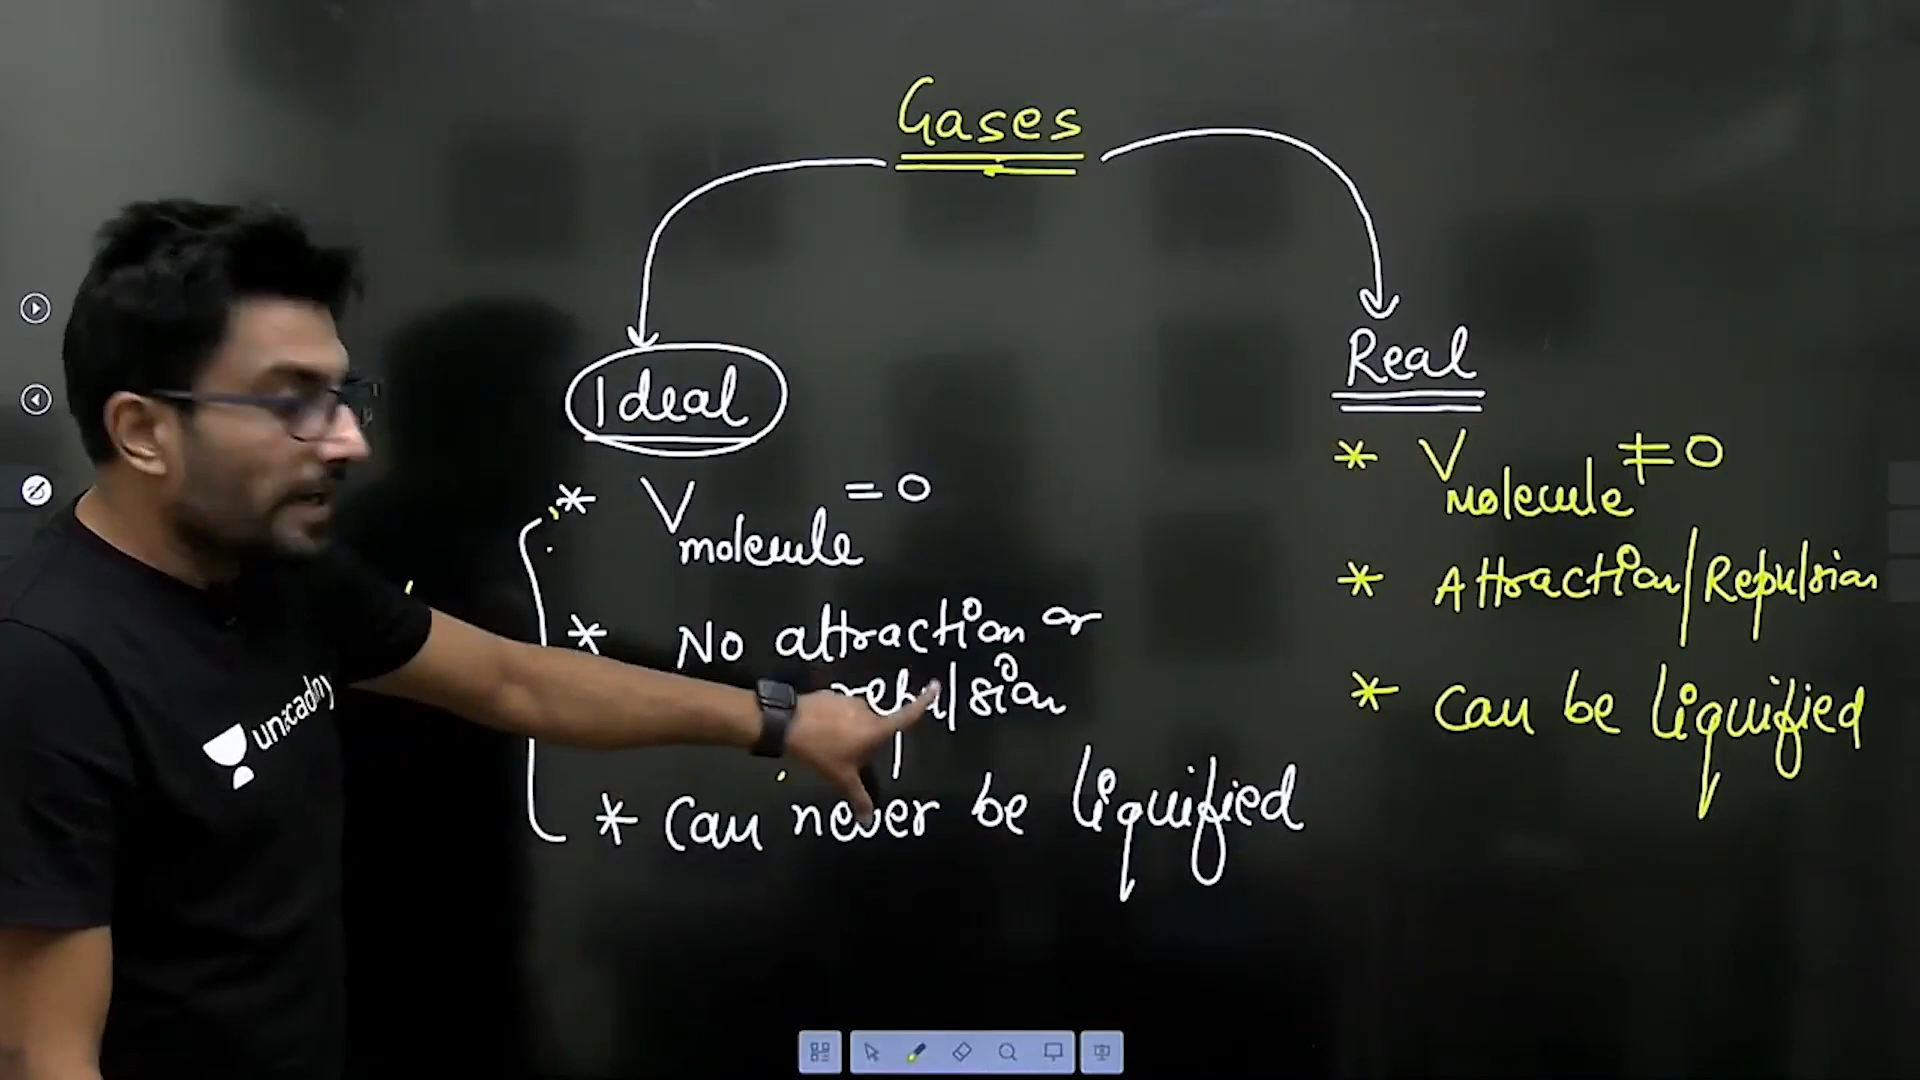 Gases
Ideal
Real
* V molecule = 0
* No attraction or
repulsion
* Can never be liquified
* V molecule ≠ 0
* Attraction/Repulsion
* Can be liquified
unacademy